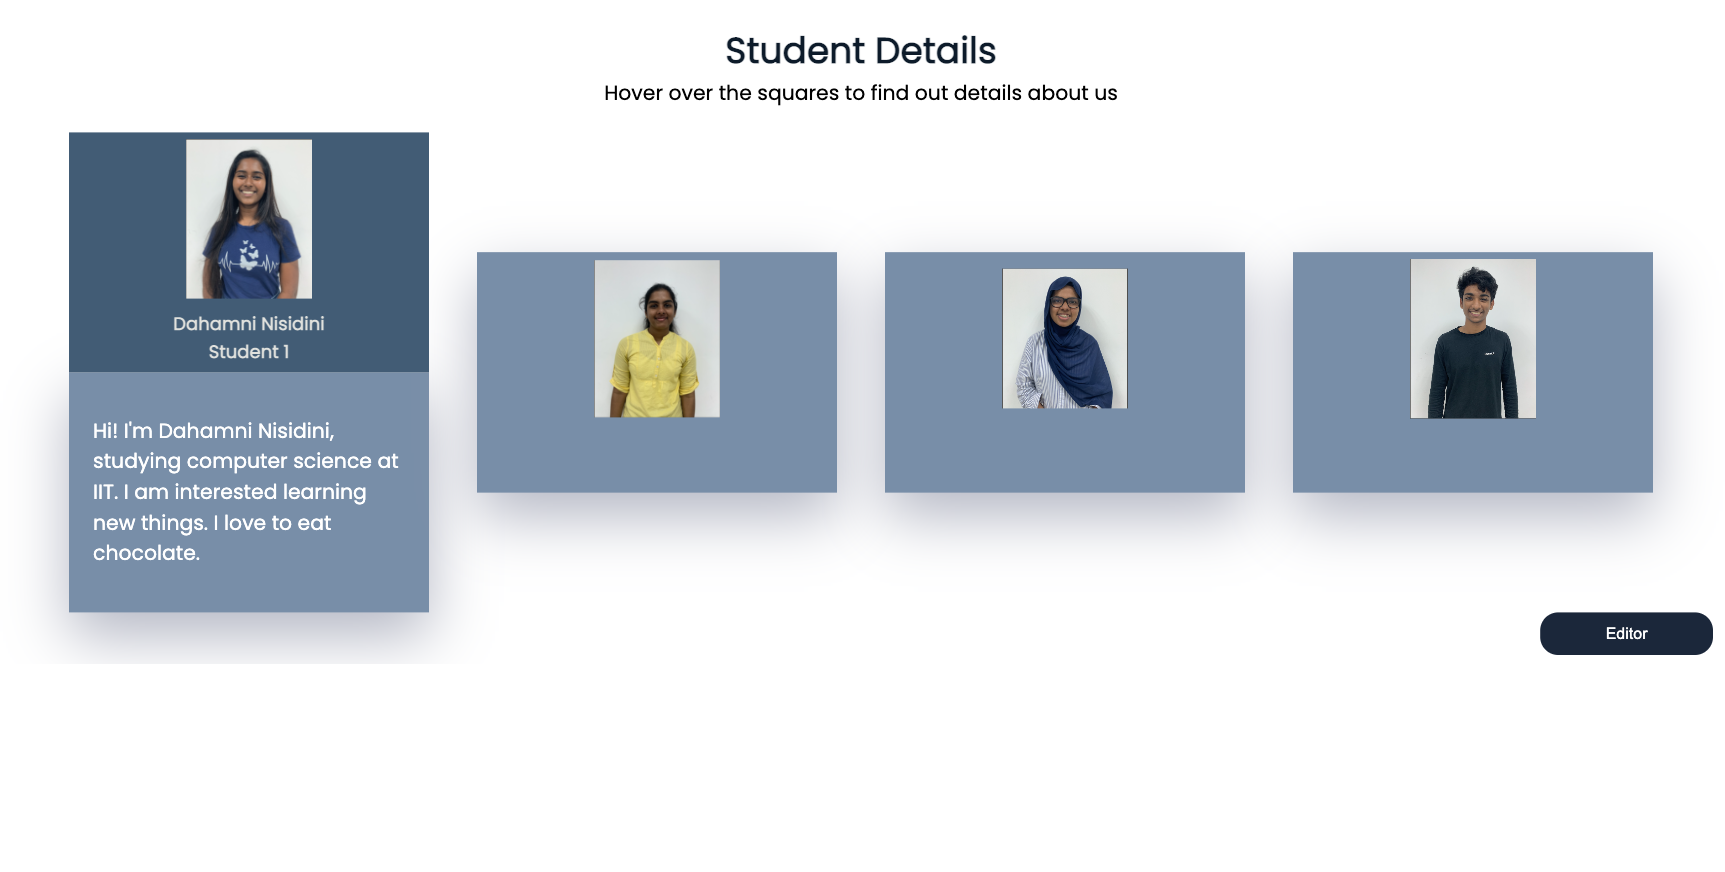 Student Details
Hover over the squares to find out details about us
Dahamni Nisidini
Student 1
Hi! I'm Dahamni Nisidini,
studying computer science at
IIT. I am interested learning
new things. I love to eat
chocolate.
Editor